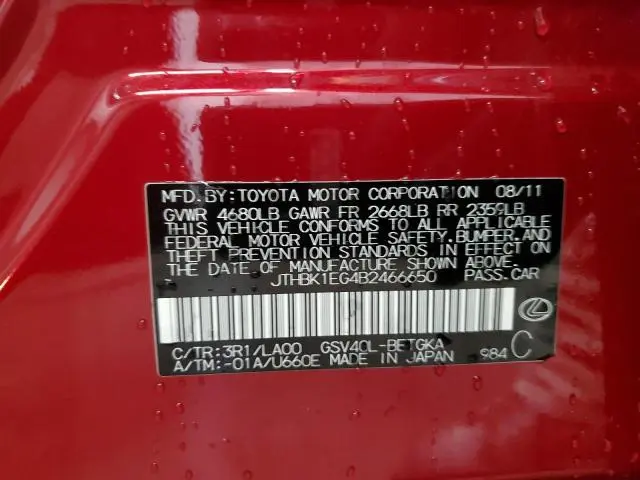 MFD. BY: TOYOTA MOTOR CORPORATION 08/11
GVWR 4680LB GAWR FR 2668LB RR 2359LB
THIS VEHICLE CONFORMS TO ALL APPLICABLE
FEDERAL MOTOR VEHICLE SAFETY, BUMPER, AND
THEFT PREVENTION STANDARDS IN EFFECT ON
THE DATE OF MANUFACTURE SHOWN ABOVE.
JTHBK1EG4B2466650 PASS. CAR
C/TR: 3R1/LA00 GSV40L-BETGKA
A/TM: -01A/U660E MADE IN JAPAN 984 C